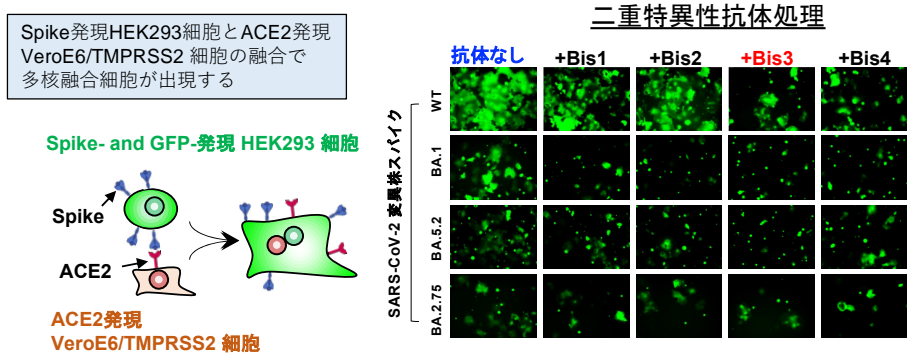 Spike発現HEK293細胞とACE2発現
VeroE6/TMPRSS2 細胞の融合で
多核融合細胞が出現する
Spike- and GFP-発現 HEK293 細胞
Spike
ACE2
ACE2発現
VeroE6/TMPRSS2 細胞
二重特異性抗体処理
抗体なし +Bis1 +Bis2 +Bis3 +Bis4
SARS-CoV-2 変異株スパイク
WT
BA.1
BA.5.2
BA.2.75